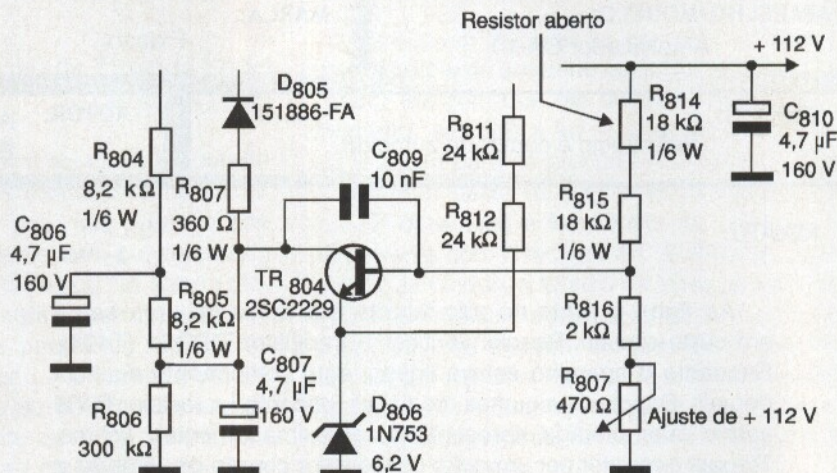 Resistor aberto
+ 112 V
D805
151886-FA
R814
18 kΩ
1/6 W
C810
4,7 µF
160 V
R811
24 kΩ
R804
8,2 kΩ
1/6 W
C809
10 nF
R807
360 Ω
1/6 W
R815
18 kΩ
1/6 W
R812
24 kΩ
C806
4,7 µF
160 V
TR 804
2SC2229
R805
8,2 kΩ
1/6 W
R816
2 kΩ
C807
4,7 µF
160 V
R806
300 kΩ
D806
1N753
6,2 V
R807
470 Ω
Ajuste de + 112 V